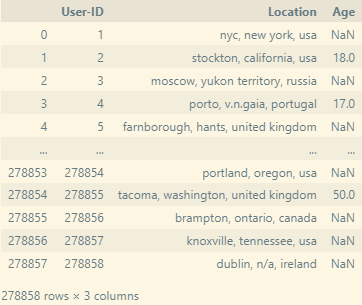 User-ID Location Age
0 1 nyc, new york, usa NaN
1 2 stockton, california, usa 18.0
2 3 moscow, yukon territory, russia NaN
3 4 porto, v.n.gaia, portugal 17.0
4 5 farnborough, hants, united kingdom NaN
... ... ... ...
278853 278854 portland, oregon, usa NaN
278854 278855 tacoma, washington, united kingdom 50.0
278855 278856 brampton, ontario, canada NaN
278856 278857 knoxville, tennessee, usa NaN
278857 278858 dublin, n/a, ireland NaN
278858 rows × 3 columns